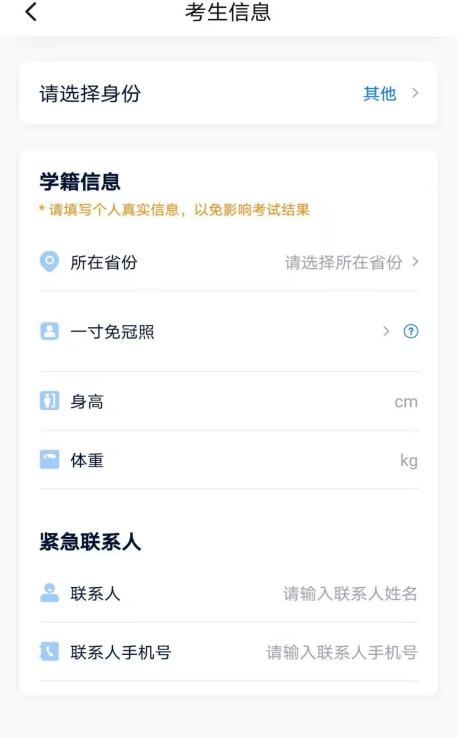 考生信息
请选择身份 其他
学籍信息
*请填写个人真实信息，以免影响考试结果
所在省份 请选择所在省份
一寸免冠照 ?
身高 cm
体重 kg
紧急联系人
联系人 请输入联系人姓名
联系人手机号 请输入联系人手机号